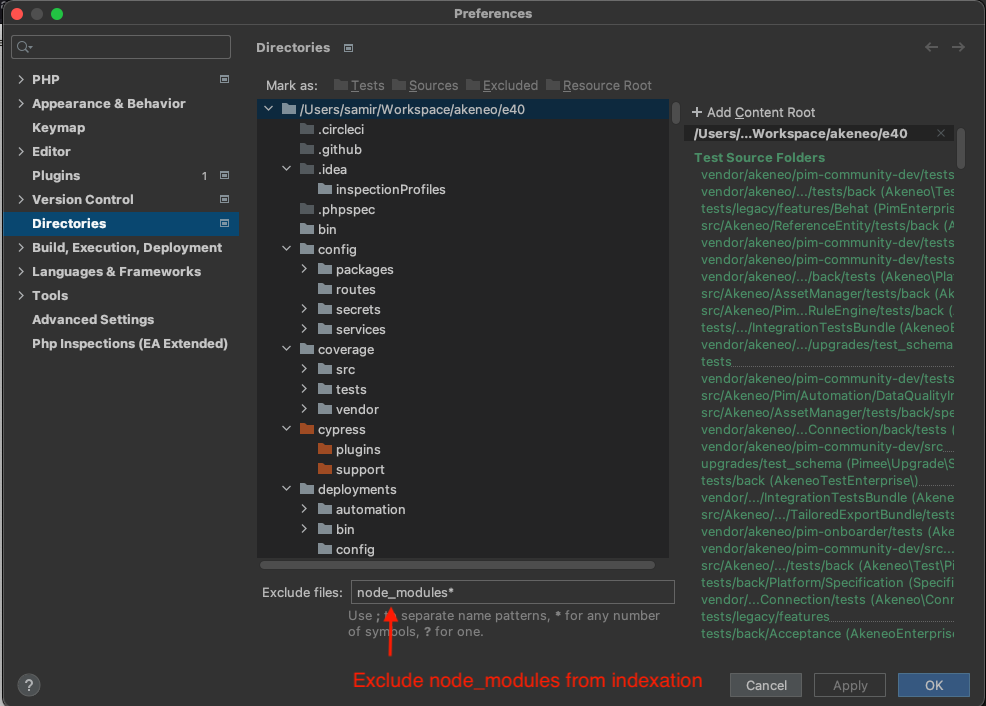 Preferences
PHP
Appearance & Behavior
Keymap
Editor
Plugins 1
Version Control
Directories
Build, Execution, Deployment
Languages & Frameworks
Tools
Advanced Settings
Php Inspections (EA Extended)
Directories
Mark as: Tests Sources Excluded Resource Root
/Users/samir/Workspace/akeneo/e40
.circleci
.github
.idea
inspectionProfiles
.phpspec
bin
config
packages
routes
secrets
services
coverage
src
tests
vendor
cypress
plugins
support
deployments
automation
bin
config
+ Add Content Root
/Users/...Workspace/akeneo/e40
Test Source Folders
vendor/akeneo/pim-community-dev/tests
vendor/akeneo/.../tests/back (Akeneo\Tes
tests/legacy/features/Behat (PimEnterpris
src/Akeneo/ReferenceEntity/tests/back (A
vendor/akeneo/pim-community-dev/tests
vendor/akeneo/pim-community-dev/tests
vendor/akeneo/.../back/tests (Akeneo\Pla
src/Akeneo/AssetManager/tests/back (Ak
src/Akeneo/Pim...RuleEngine/tests/back (
tests/.../IntegrationTestsBundle (AkeneoE
vendor/akeneo/.../upgrades/test_schema
tests
vendor/akeneo/pim-community-dev/tests
src/Akeneo/Pim/Automation/DataQualityIn
src/Akeneo/AssetManager/tests/back/spe
vendor/akeneo/...Connection/back/tests (
vendor/akeneo/pim-community-dev/src
upgrades/test_schema (Pimee\Upgrade\S
tests/back (AkeneoTestEnterprise\)
vendor/.../IntegrationTestsBundle (Akene
src/Akeneo/.../TailoredExportBundle/tests
vendor/akeneo/pim-onboarder/tests (Ake
vendor/akeneo/pim-community-dev/src...
src/Akeneo/.../tests/back (Akeneo\Test\Pi
tests/back/Platform/Specification (Specifi
vendor/...Connection/tests (Akeneo\Conr
tests/legacy/features
tests/back/Acceptance (AkeneoEnterprise
Exclude files: node_modules*
Use ; to separate name patterns, * for any number
of symbols, ? for one.
Exclude node_modules from indexation
? Cancel Apply OK